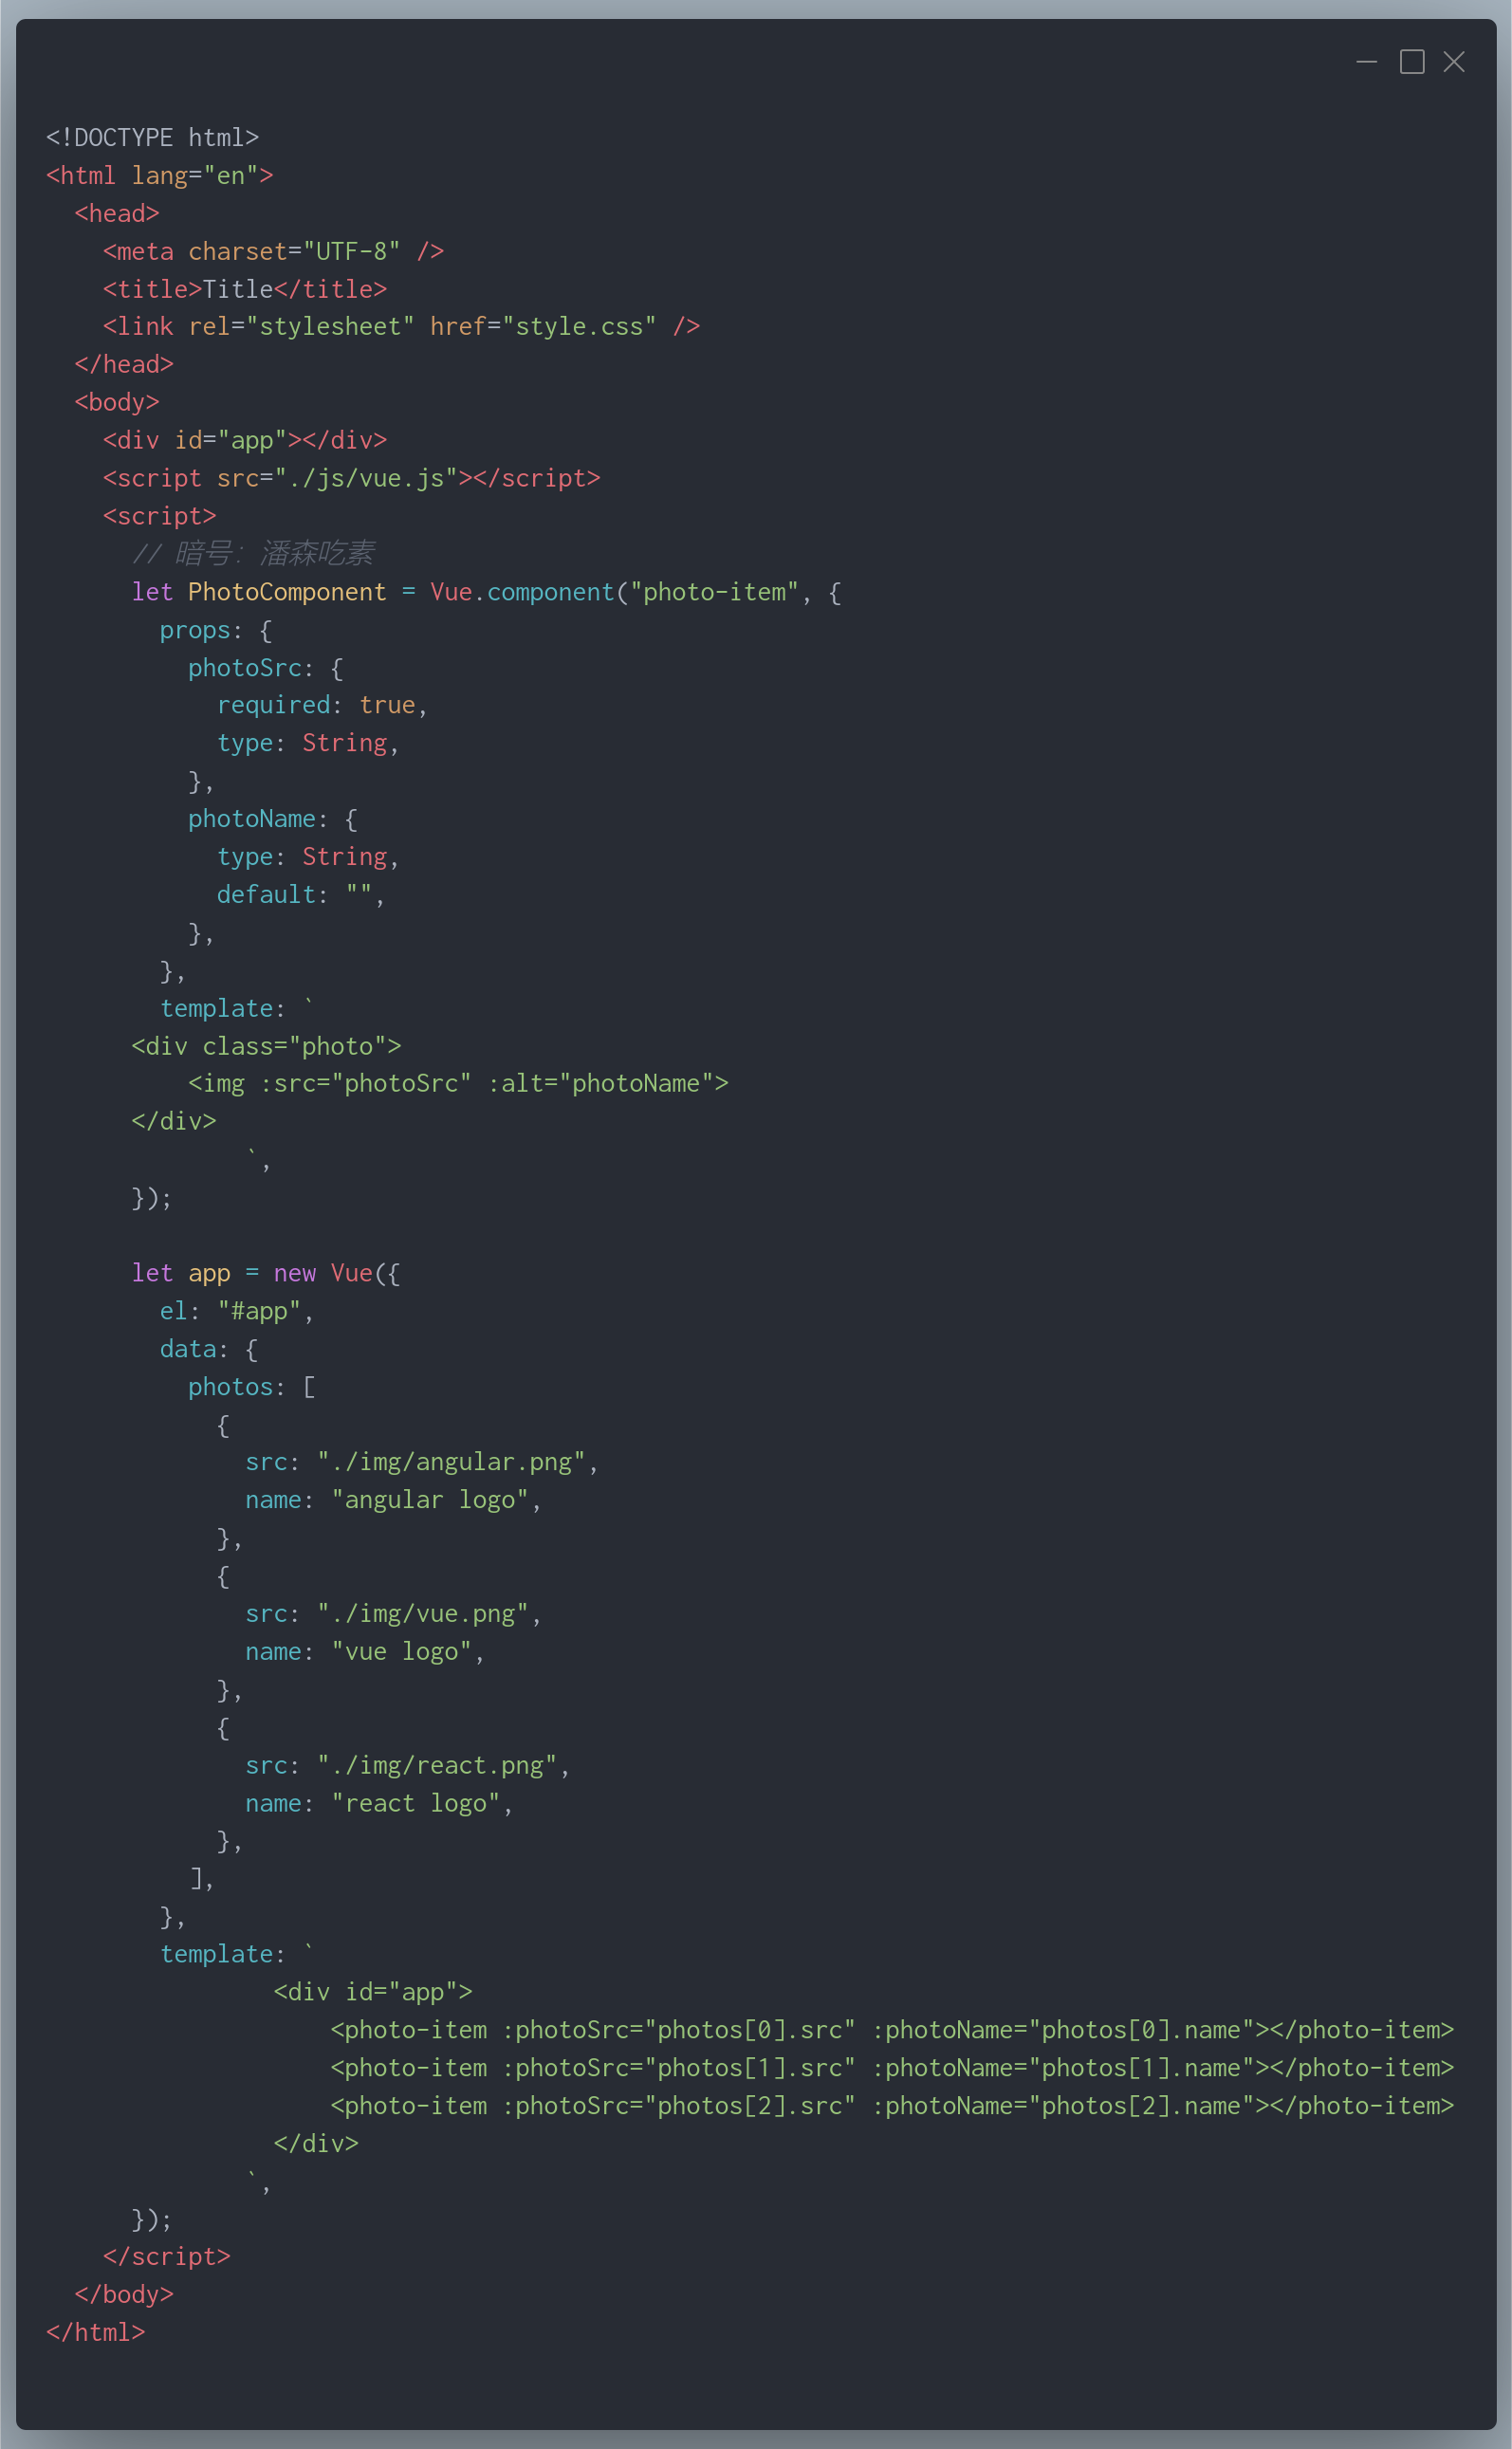 <!DOCTYPE html>
<html lang="en">
  <head>
    <meta charset="UTF-8" />
    <title>Title</title>
    <link rel="stylesheet" href="style.css" />
  </head>
  <body>
    <div id="app"></div>
    <script src="./js/vue.js"></script>
    <script>
      // 暗号：潘森吃素
      let PhotoComponent = Vue.component("photo-item", {
        props: {
          photoSrc: {
            required: true,
            type: String,
          },
          photoName: {
            type: String,
            default: "",
          },
        },
        template: `
      <div class="photo">
          <img :src="photoSrc" :alt="photoName">
      </div>
              `,
      });

      let app = new Vue({
        el: "#app",
        data: {
          photos: [
            {
              src: "./img/angular.png",
              name: "angular logo",
            },
            {
              src: "./img/vue.png",
              name: "vue logo",
            },
            {
              src: "./img/react.png",
              name: "react logo",
            },
          ],
        },
        template: `
                <div id="app">
                    <photo-item :photoSrc="photos[0].src" :photoName="photos[0].name"></photo-item>
                    <photo-item :photoSrc="photos[1].src" :photoName="photos[1].name"></photo-item>
                    <photo-item :photoSrc="photos[2].src" :photoName="photos[2].name"></photo-item>
                </div>
              `,
      });
    </script>
  </body>
</html>